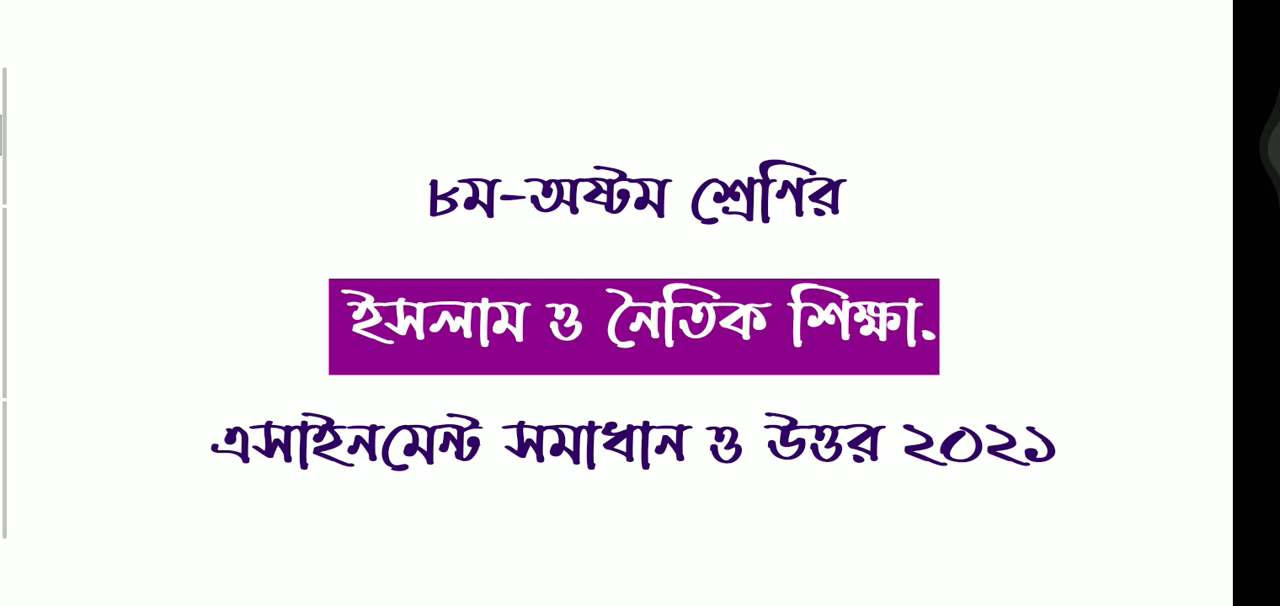 ৮ম-অষ্টম শ্রেণির
ইসলাম ও নৈতিক শিক্ষা.
এসাইনমেন্ট সমাধান ও উত্তর ২০২১